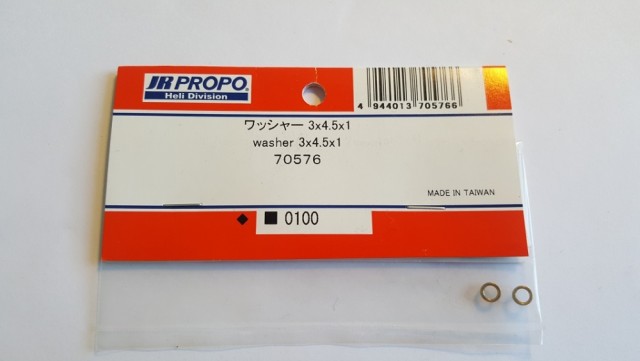 JR PROPO
Heli Division
4 944013 705766
ワッシャー 3x4.5x1
washer 3x4.5x1
70576
MADE IN TAIWAN
◆ ■ 0100